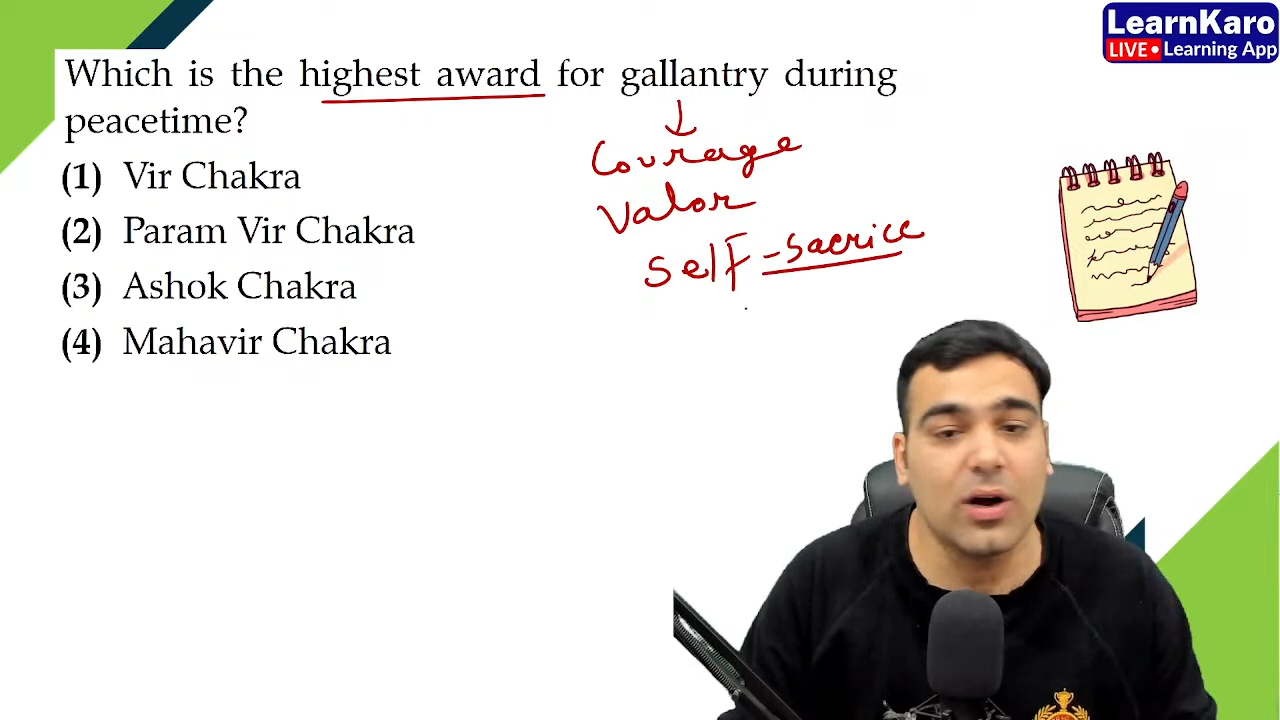 LearnKaro
LIVE • Learning App
Which is the highest award for gallantry during
peacetime?
(1) Vir Chakra
(2) Param Vir Chakra
(3) Ashok Chakra
(4) Mahavir Chakra
Courage
Valor
Self-sacrice